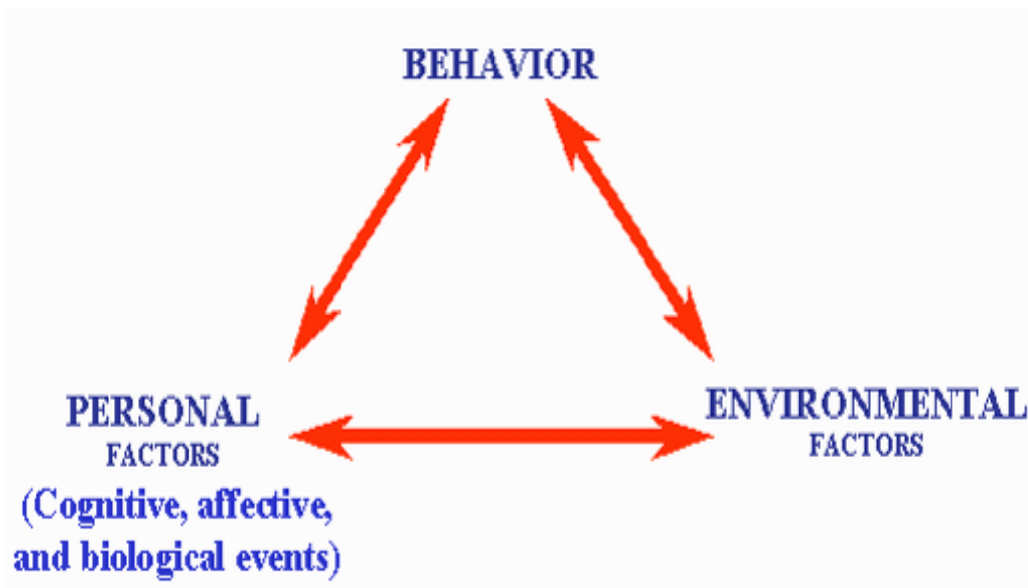 BEHAVIOR
PERSONAL
FACTORS
(Cognitive, affective,
and biological events)
ENVIRONMENTAL
FACTORS